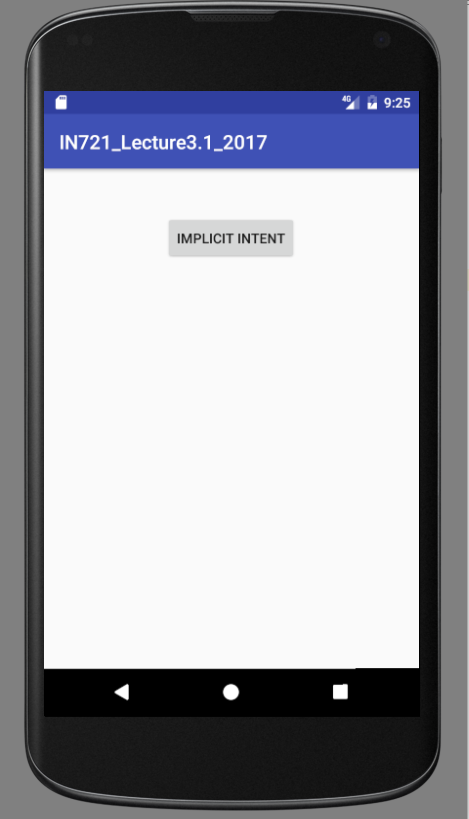 4G 9:25
IN721_Lecture3.1_2017
IMPLICIT INTENT